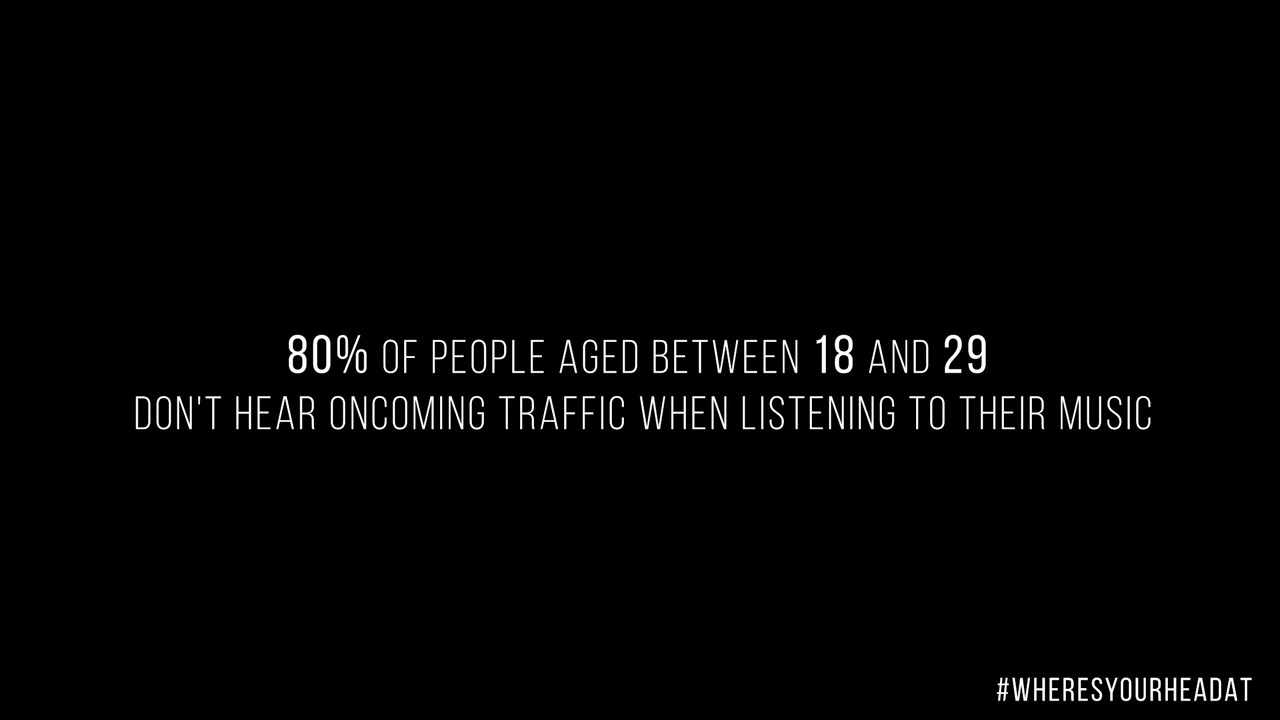 80% OF PEOPLE AGED BETWEEN 18 AND 29
DON'T HEAR ONCOMING TRAFFIC WHEN LISTENING TO THEIR MUSIC
#WHERESYOURHEADAT